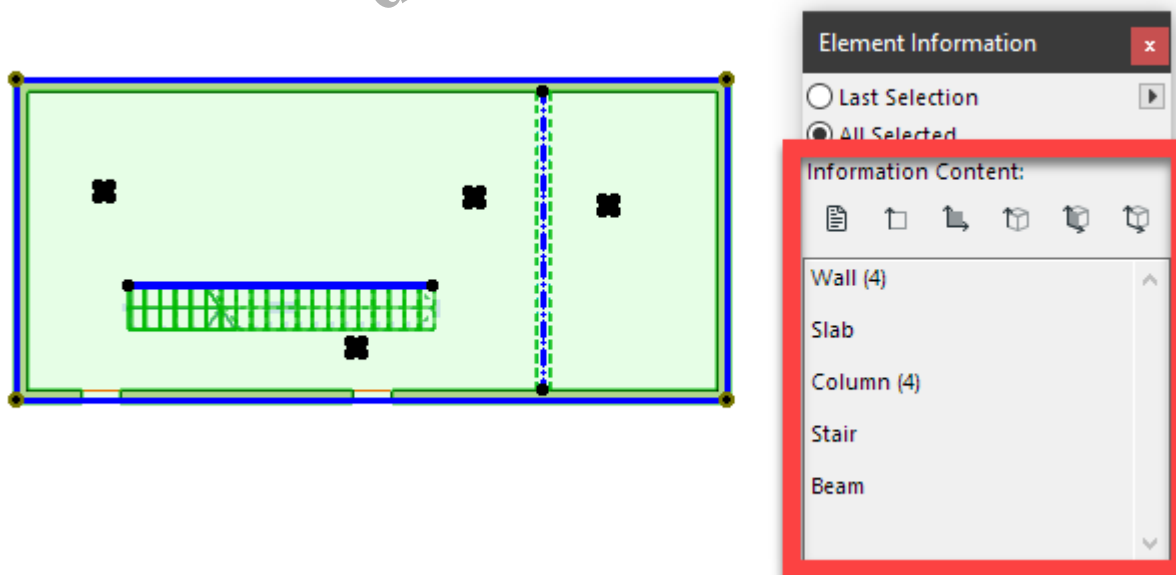 Element Information
x
Last Selection
All Selected
Information Content:
Wall (4)
Slab
Column (4)
Stair
Beam